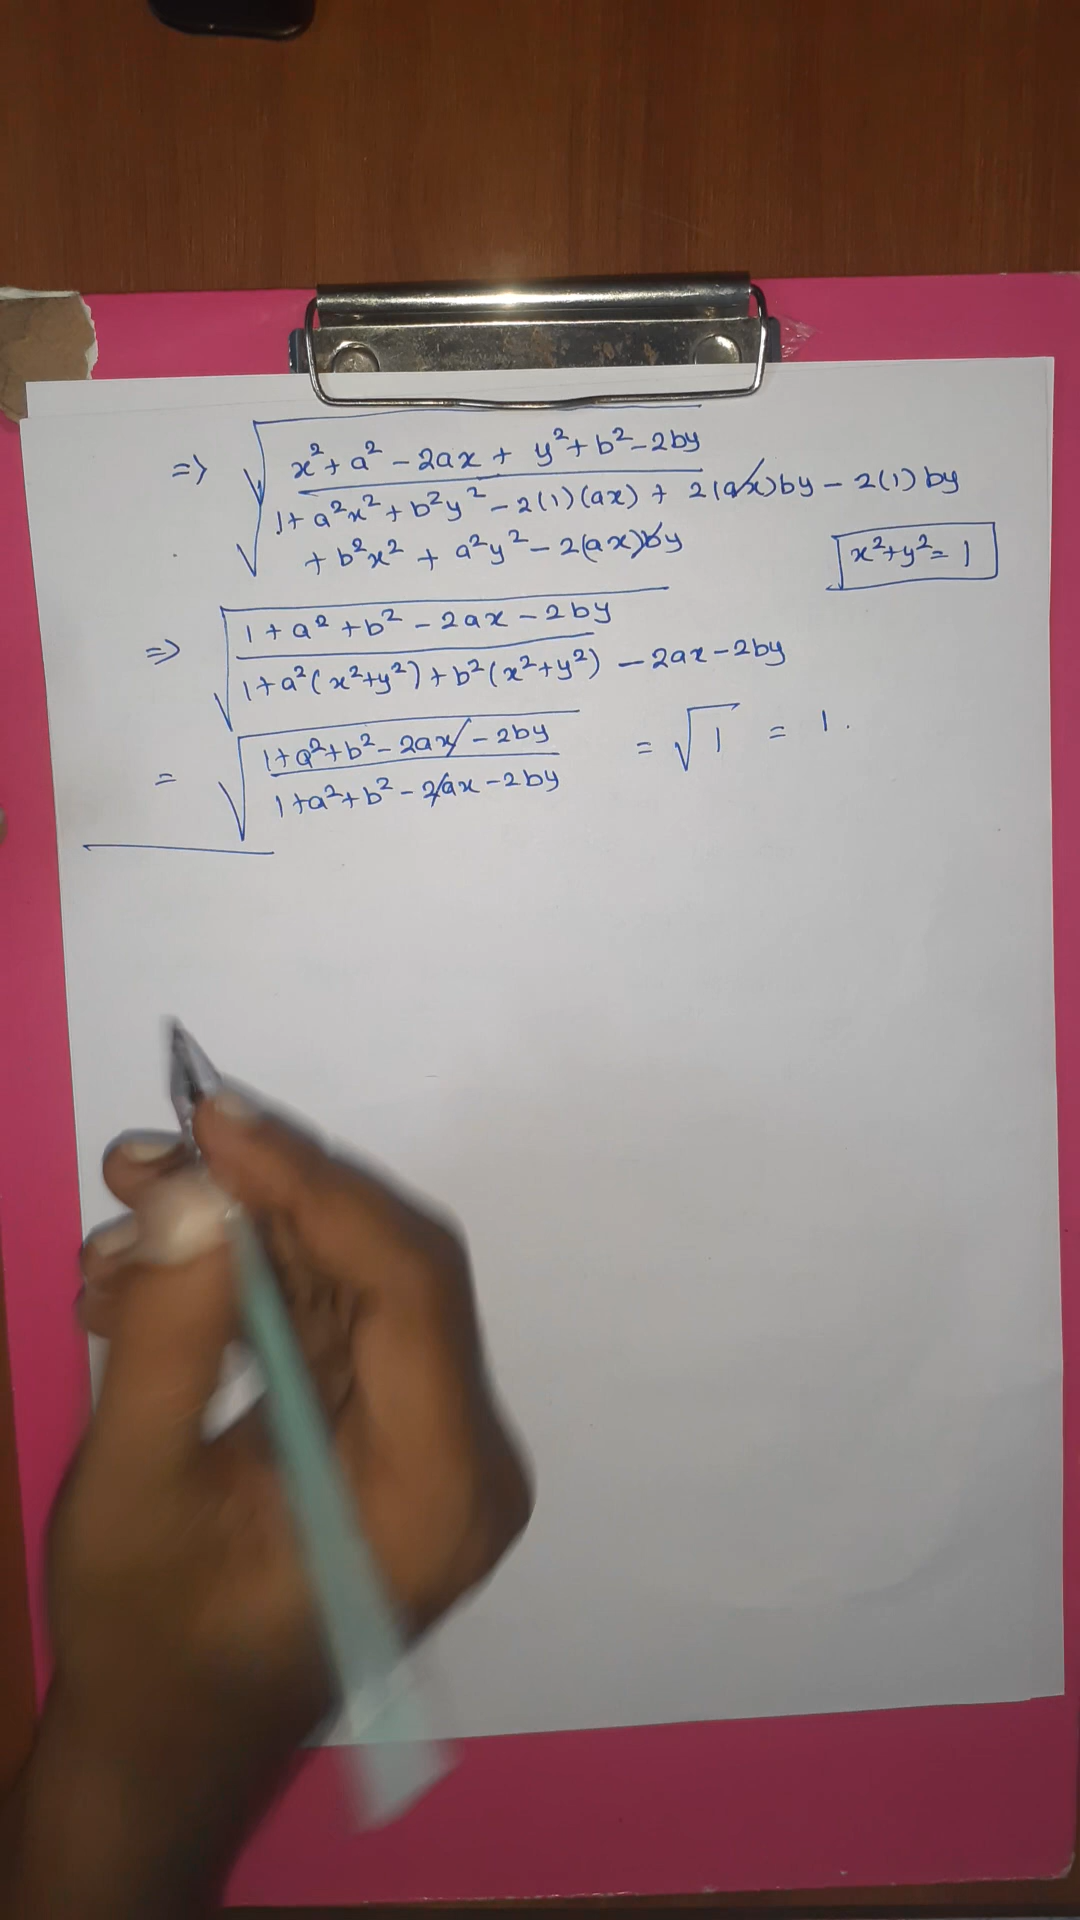 => √(x²+a²-2ax+y²+b²-2by
1+a²x²+b²y²-2(1)(ax)+2(ax)by-2(1)by
+b²x²+a²y²-2(ax)by
x²+y²=1
=> √(1+a²+b²-2ax-2by
1+a²(x²+y²)+b²(x²+y²)-2ax-2by
= √(1+a²+b²-2ax-2by = √1 = 1.
1+a²+b²-2ax-2by